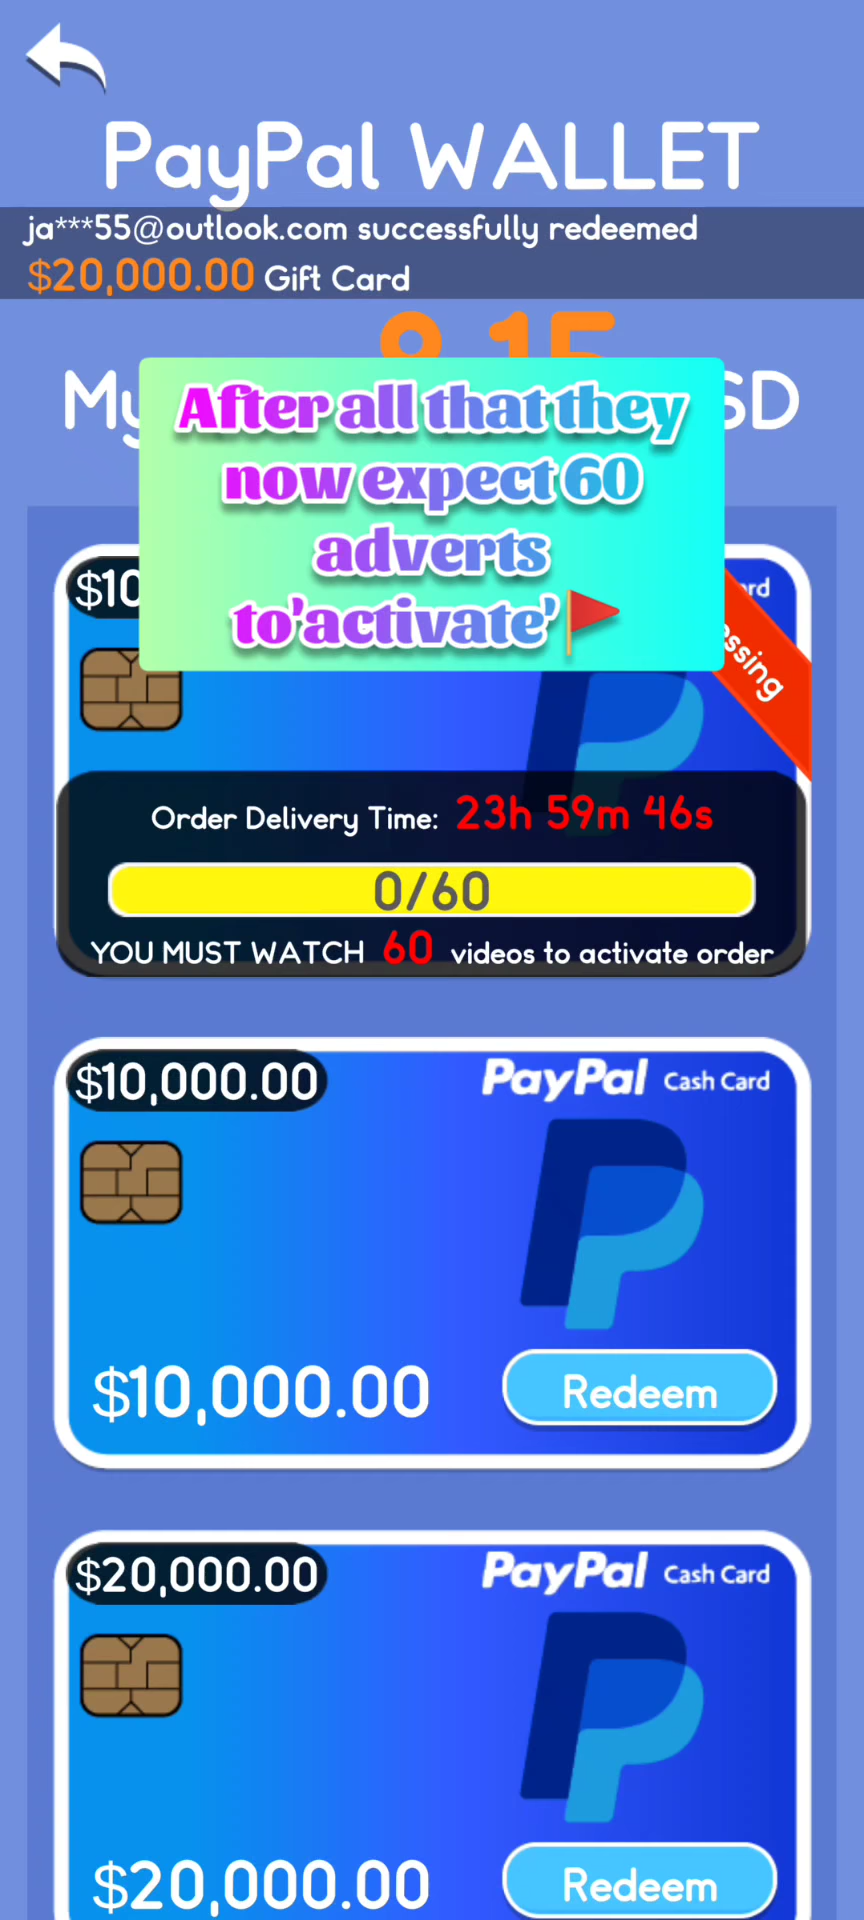 PayPal WALLET
ja***55@outlook.com successfully redeemed
$20,000.00 Gift Card
After all that they
now expect 60
adverts
to'activate'
Order Delivery Time: 23h 59m 46s
0/60
YOU MUST WATCH 60 videos to activate order
$10,000.00
PayPal Cash Card
$10,000.00
Redeem
$20,000.00
PayPal Cash Card
$20,000.00
Redeem